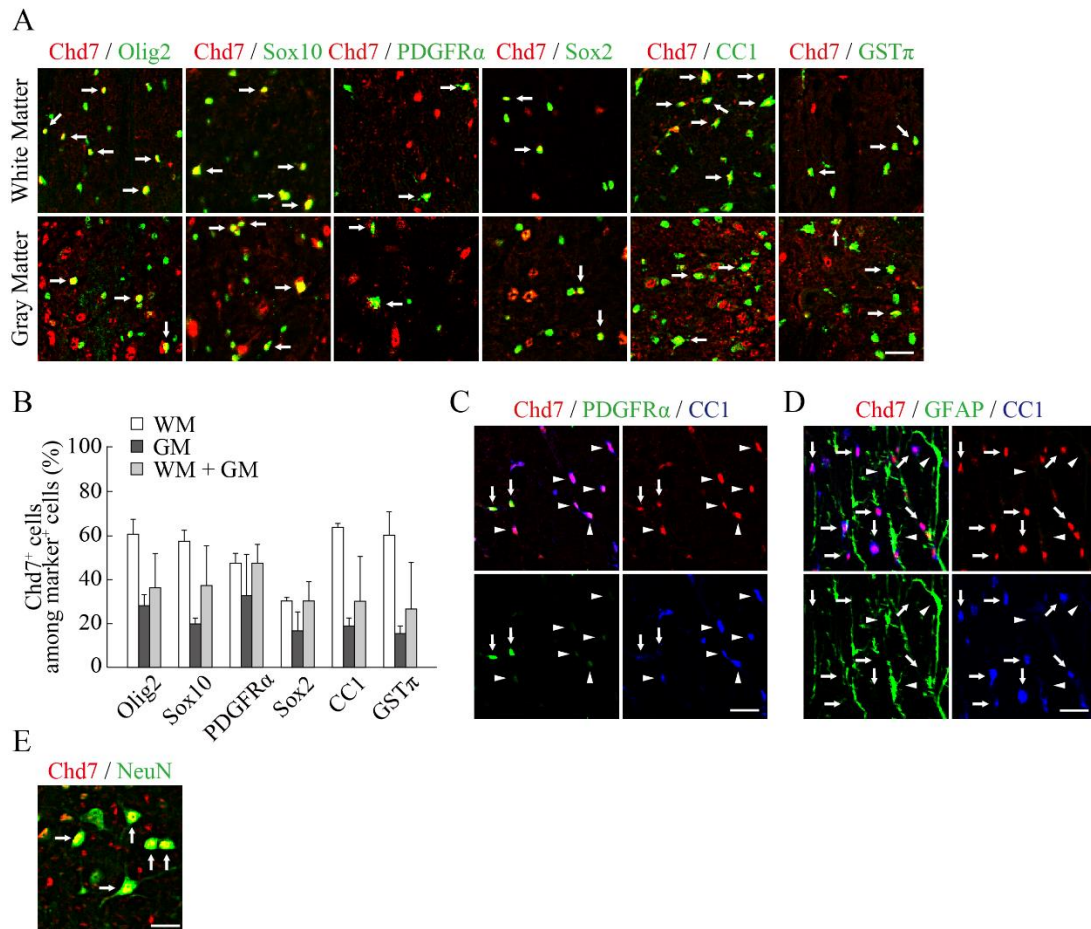 A
Chd7 / Olig2
Chd7 / Sox10
Chd7 / PDGFRα
Chd7 / Sox2
Chd7 / CC1
Chd7 / GSTπ
White Matter
Gray Matter
B
WM
GM
WM + GM
Chd7⁺ cells
among marker⁺ cells (%)
100
80
60
40
20
0
Olig2
Sox10
PDGFRα
Sox2
CC1
GSTπ
C
Chd7 / PDGFRα / CC1
D
Chd7 / GFAP / CC1
E
Chd7 / NeuN